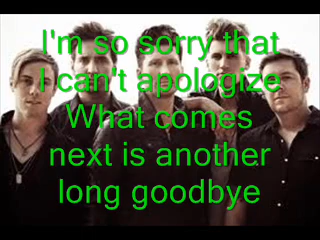 I'm so sorry that
I can't apologize
What comes
next is another
long goodbye